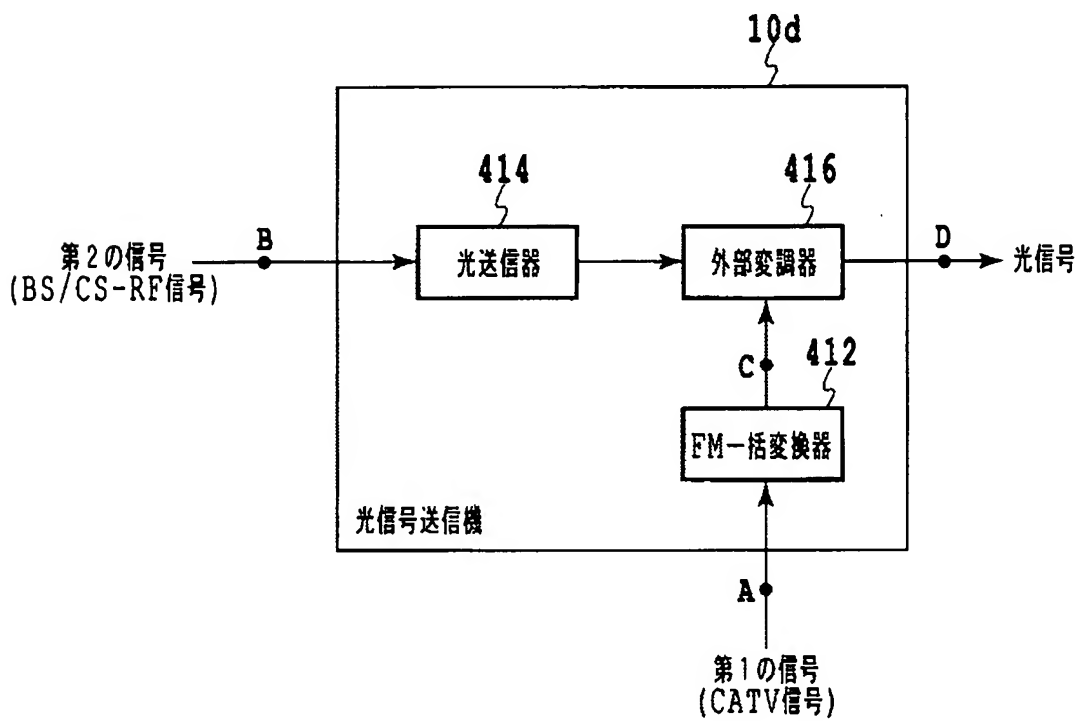 10d
414
416
B
D
第2の信号
(BS/CS-RF信号)
光送信器
外部変調器
光信号
C
412
FM一括変換器
光信号送信機
A
第1の信号
(CATV信号)